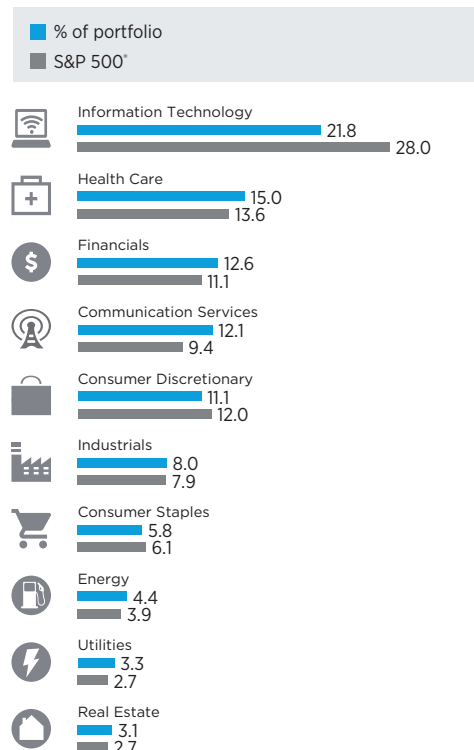 % of portfolio
S&P 500*
Information Technology
21.8
28.0
Health Care
15.0
13.6
Financials
12.6
11.1
Communication Services
12.1
9.4
Consumer Discretionary
11.1
12.0
Industrials
8.0
7.9
Consumer Staples
5.8
6.1
Energy
4.4
3.9
Utilities
3.3
2.7
Real Estate
3.1
2.7